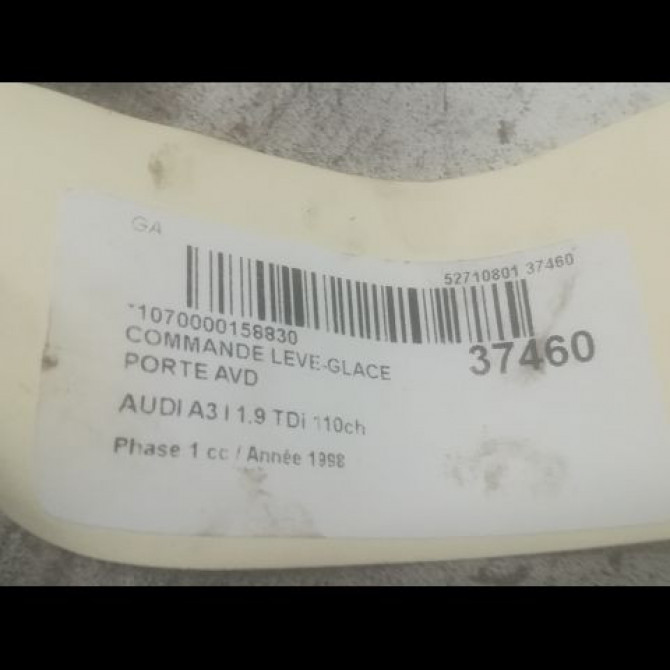 GA
52710801 37460
*1070000158830
37460
COMMANDE LEVE-GLACE
PORTE AVD
AUDI A3 I 1.9 TDi 110ch
Phase 1 cc / Année 1998